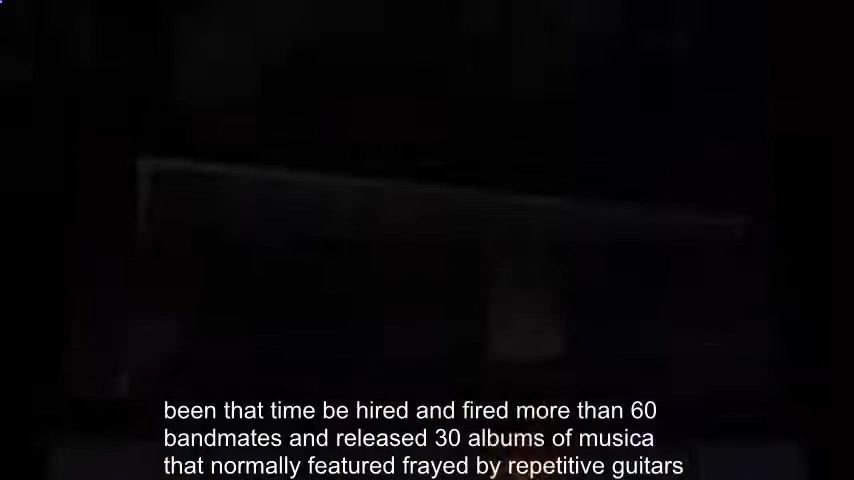 been that time be hired and fired more than 60
bandmates and released 30 albums of musica
that normally featured frayed by repetitive guitars